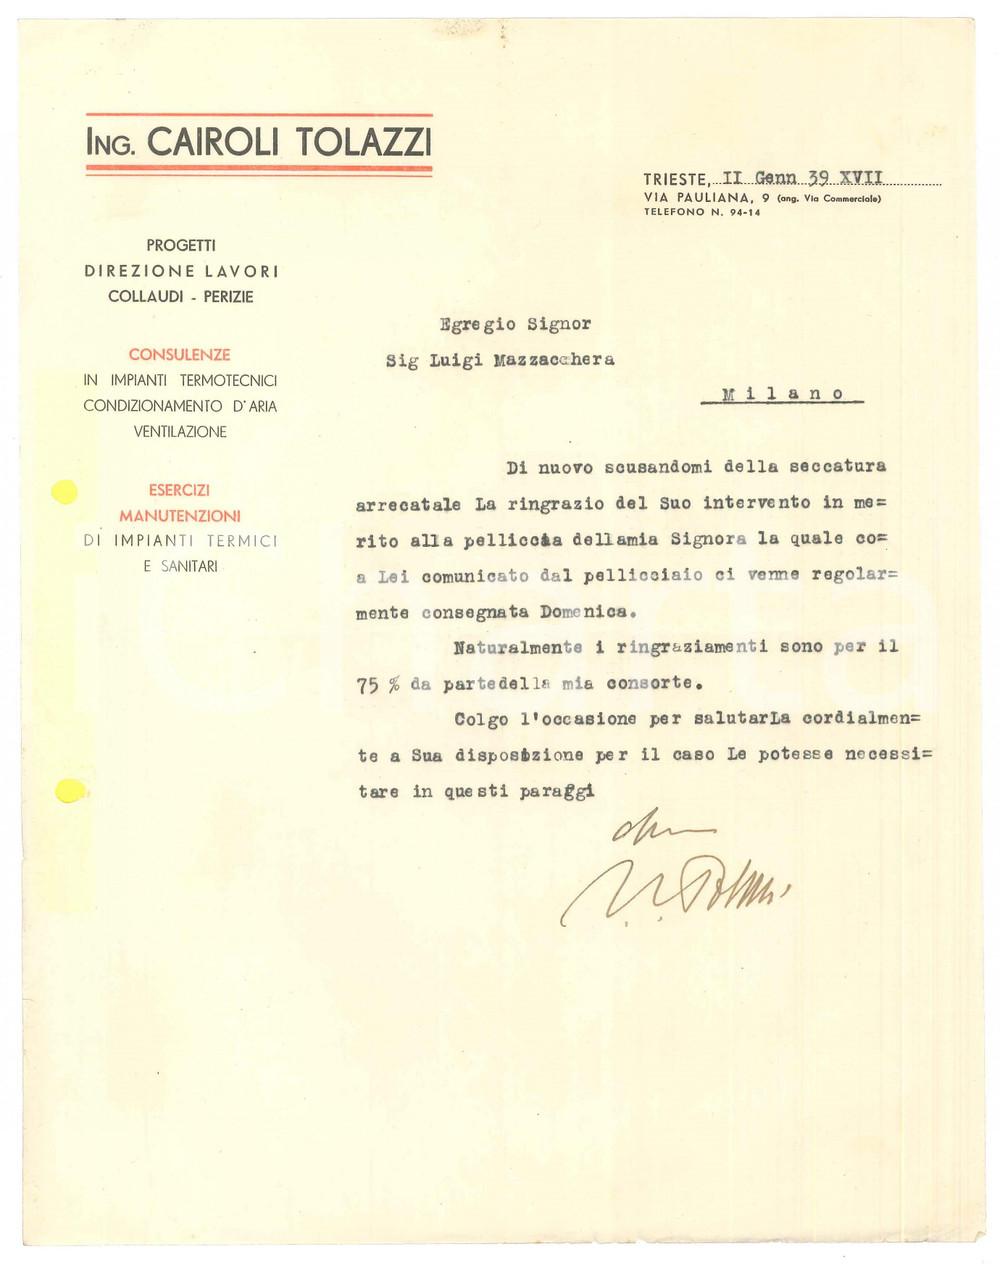 ING. CAIROLI TOLAZZI
TRIESTE, II Genn 39 XVII
VIA PAULIANA, 9 (ang. Via Commerciale)
TELEFONO N. 94-14
PROGETTI
DIREZIONE LAVORI
COLLAUDI - PERIZIE
CONSULENZE
IN IMPIANTI TERMOTECNICI
CONDIZIONAMENTO D'ARIA
VENTILAZIONE
ESERCIZI
MANUTENZIONI
DI IMPIANTI TERMICI
E SANITARI
Egregio Signor
Sig Luigi Mazzacchera
Milano
Di nuovo scusandomi della seccatura
arrecatale La ringrazio del Suo intervento in me=
rito alla pelliccia dellamia Signora la quale co=
a Lei comunicato dal pellicciaio ci venne regolar=
mente consegnata Domenica.
Naturalmente i ringraziamenti sono per il
75 % da partedella mia consorte.
Colgo l'occasione per salutarLa cordialmen=
te a Sua disposizione per il caso Le potesse necessi=
tare in questi paraggi